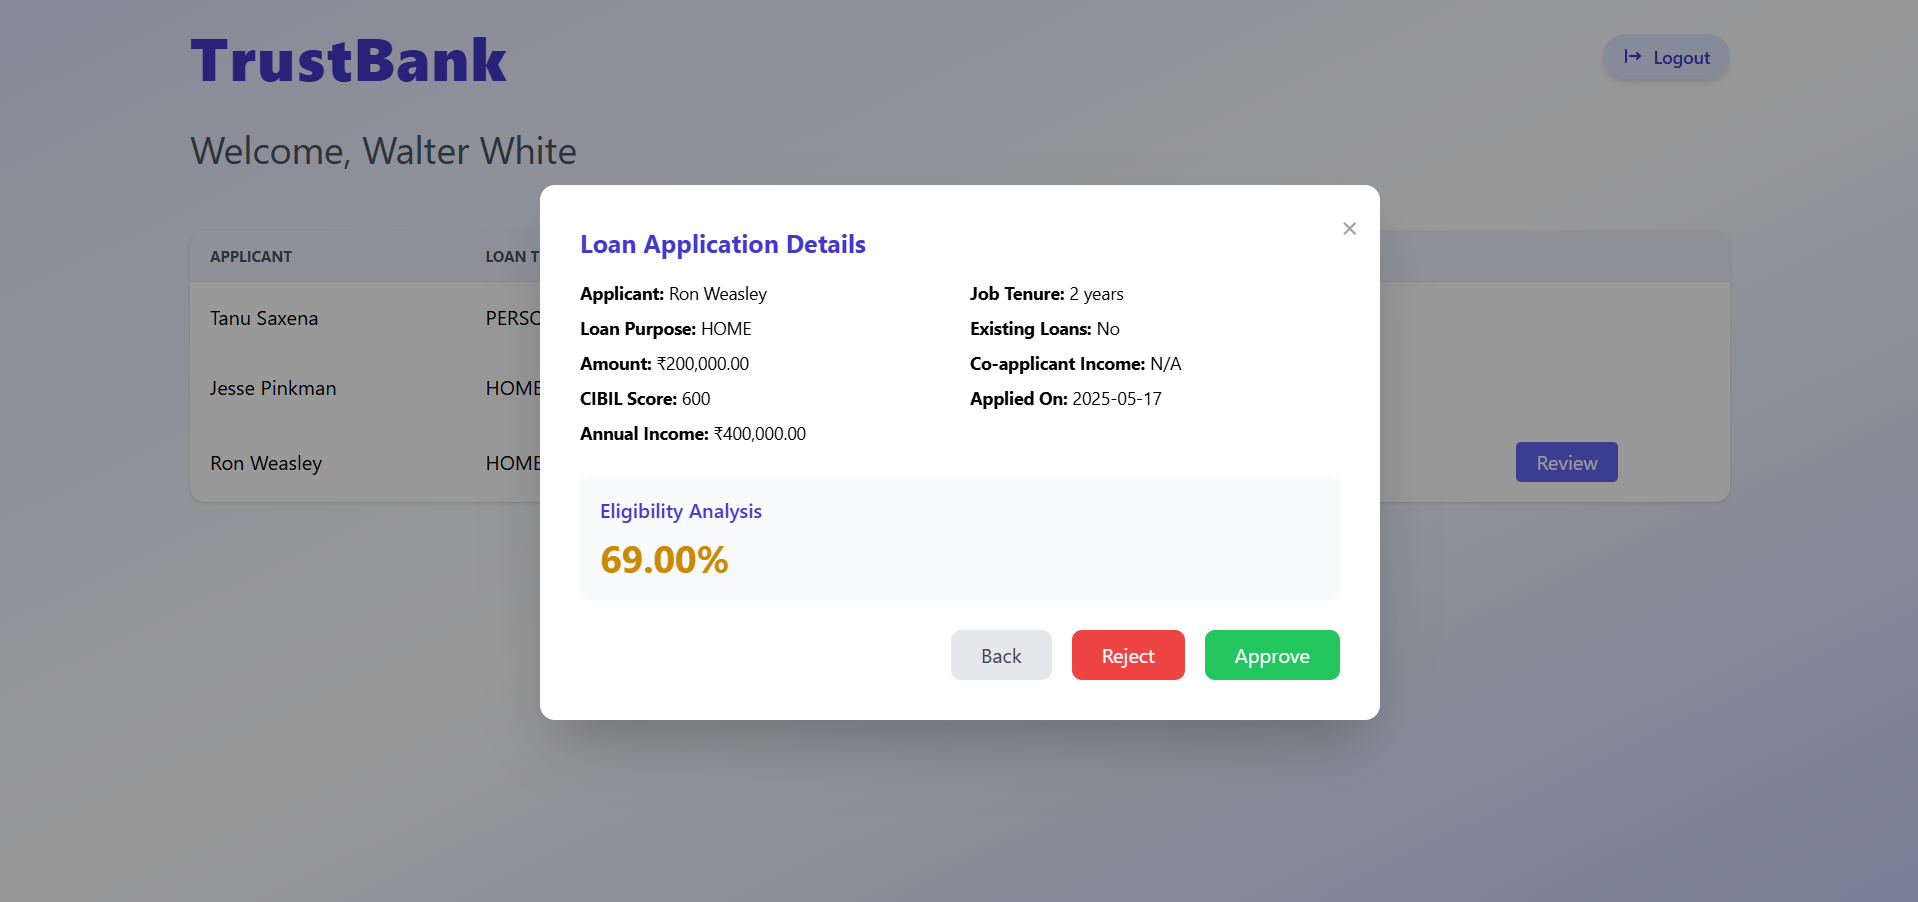 TrustBank
Logout
Welcome, Walter White
APPLICANT
LOAN T
Tanu Saxena
PERSO
Jesse Pinkman
HOME
Ron Weasley
HOME
Review
×
Loan Application Details
Applicant: Ron Weasley
Job Tenure: 2 years
Loan Purpose: HOME
Existing Loans: No
Amount: ₹200,000.00
Co-applicant Income: N/A
CIBIL Score: 600
Applied On: 2025-05-17
Annual Income: ₹400,000.00
Eligibility Analysis
69.00%
Back
Reject
Approve